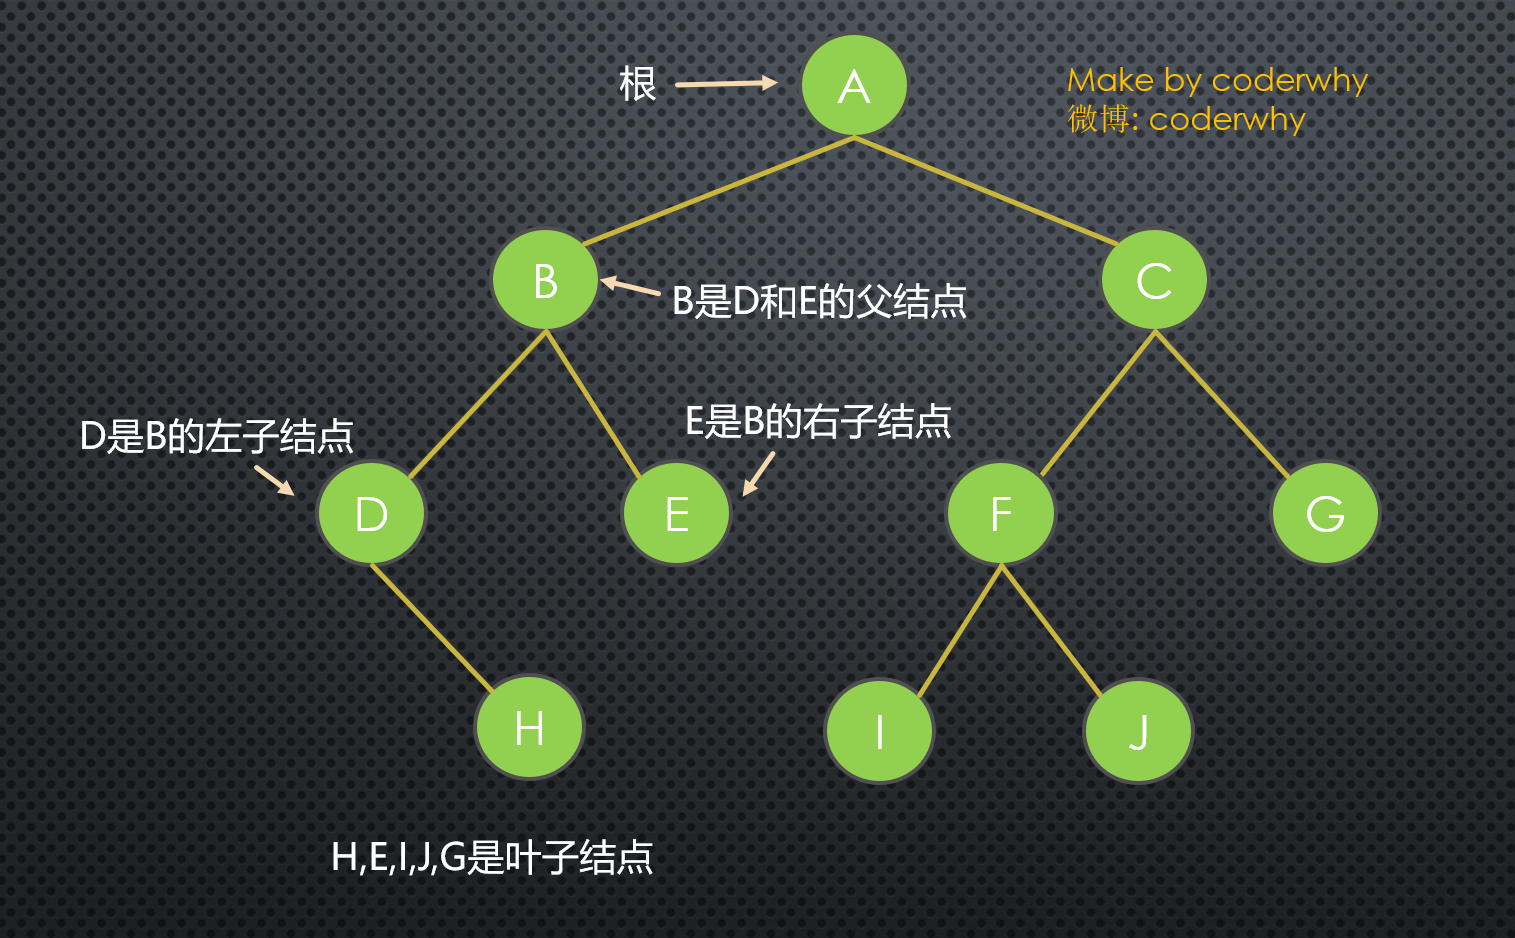 根
A
Make by coderwhy
微博: coderwhy
B
B是D和E的父结点
C
D是B的左子结点
E是B的右子结点
D
E
F
G
H
I
J
H,E,I,J,G是叶子结点